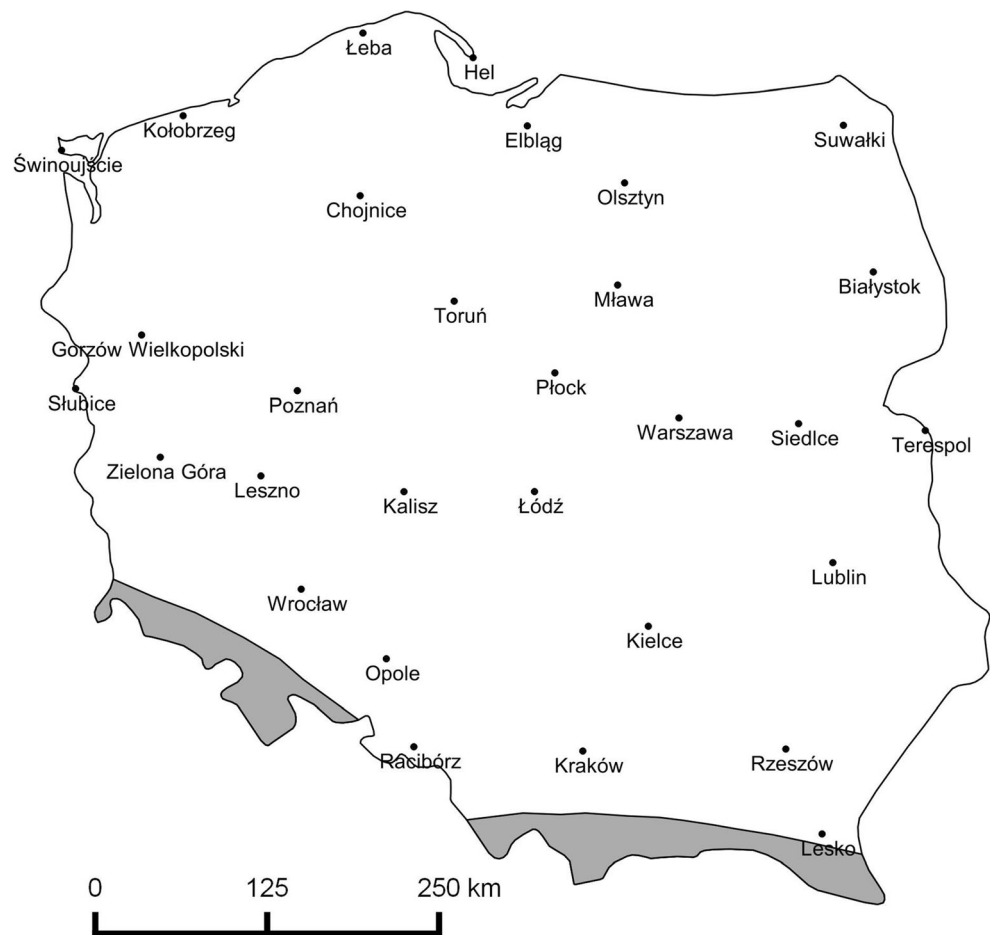 Łeba
Hel
Kołobrzeg
Elbląg
Suwałki
Świnoujście
Olsztyn
Chojnice
Białystok
Mława
Toruń
Gorzów Wielkopolski
Płock
Słubice
Poznań
Warszawa
Siedlce
Terespol
Zielona Góra
Leszno
Kalisz
Łódź
Lublin
Wrocław
Kielce
Opole
Racibórz
Kraków
Rzeszów
Lesko
0 125 250 km